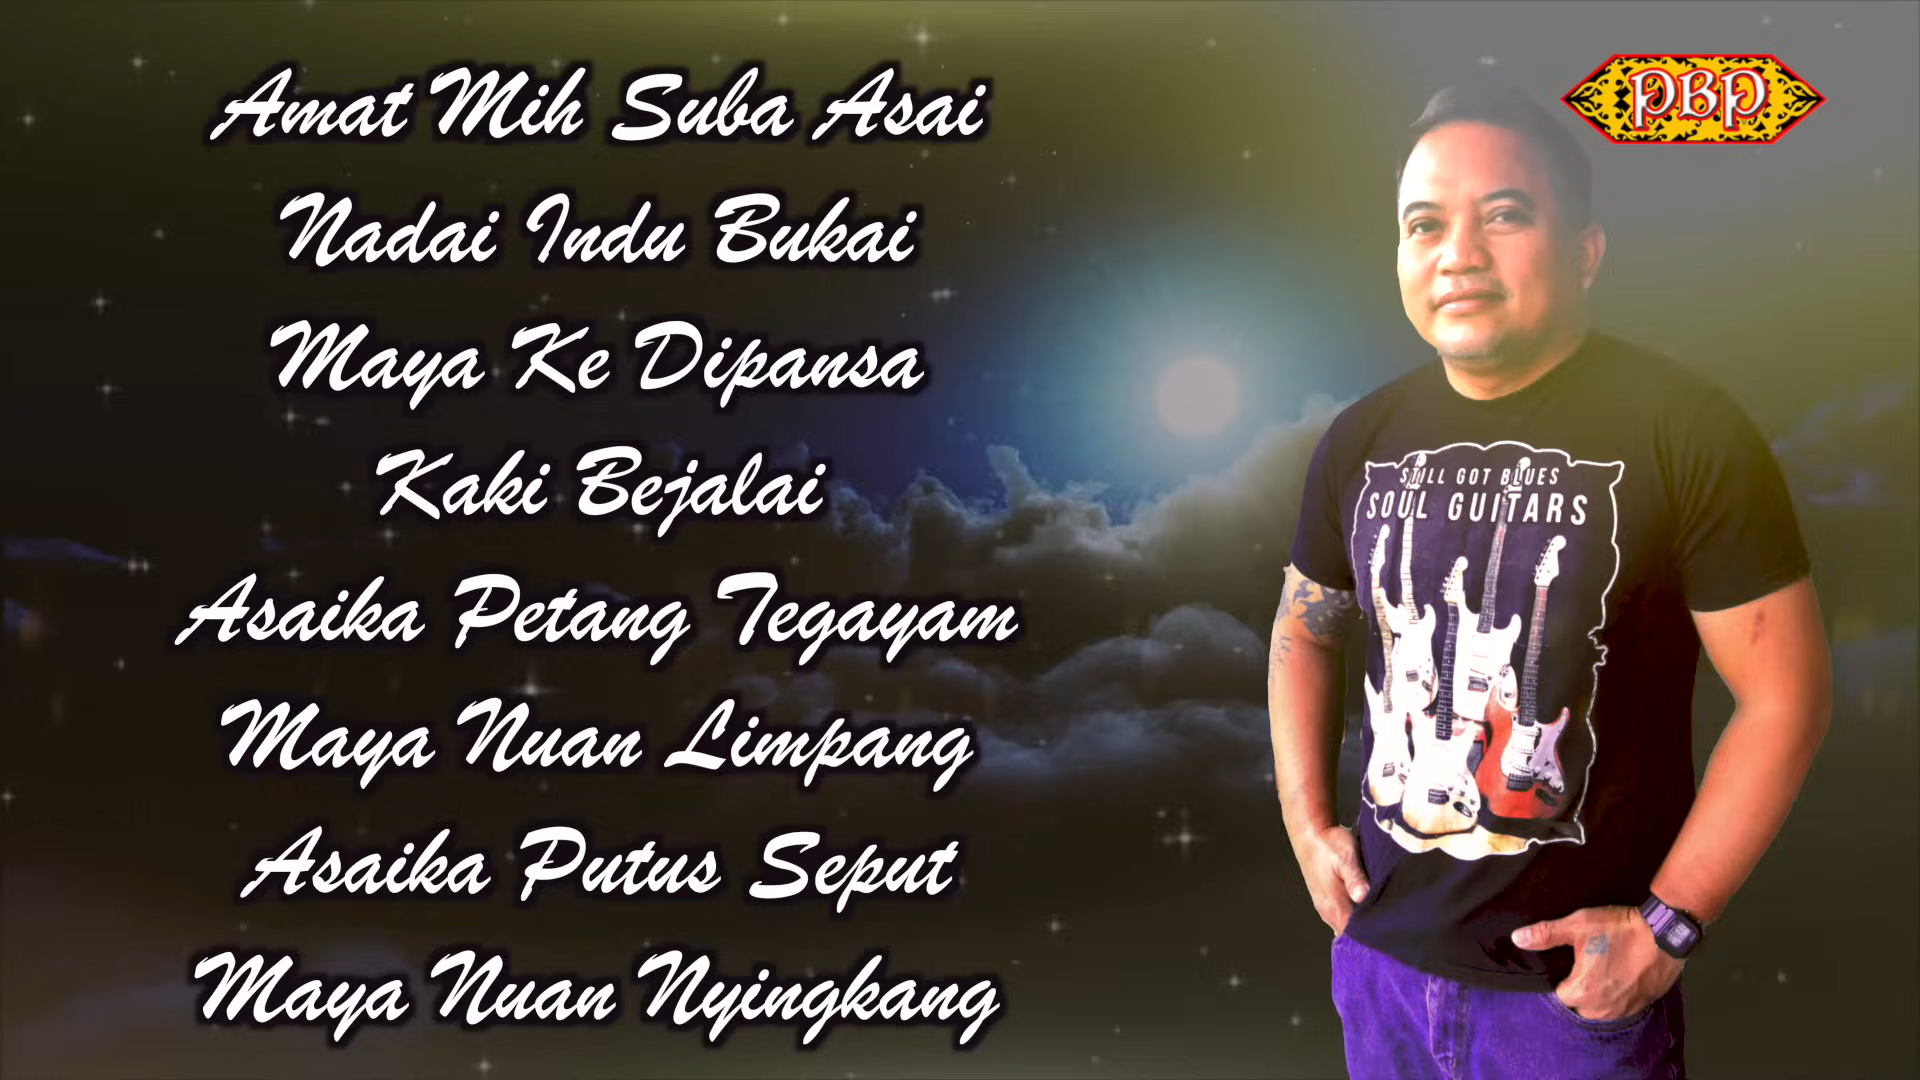 Amat Mih Suba Asai
Nadai Indu Bukai
Maya Ke Dipansa
Kaki Bejalai
Asaika Petang Tegayam
Maya Nuan Limpang
Asaika Putus Seput
Maya Nuan Nyingkang
PBP
STILL GOT BLUES
SOUL GUITARS